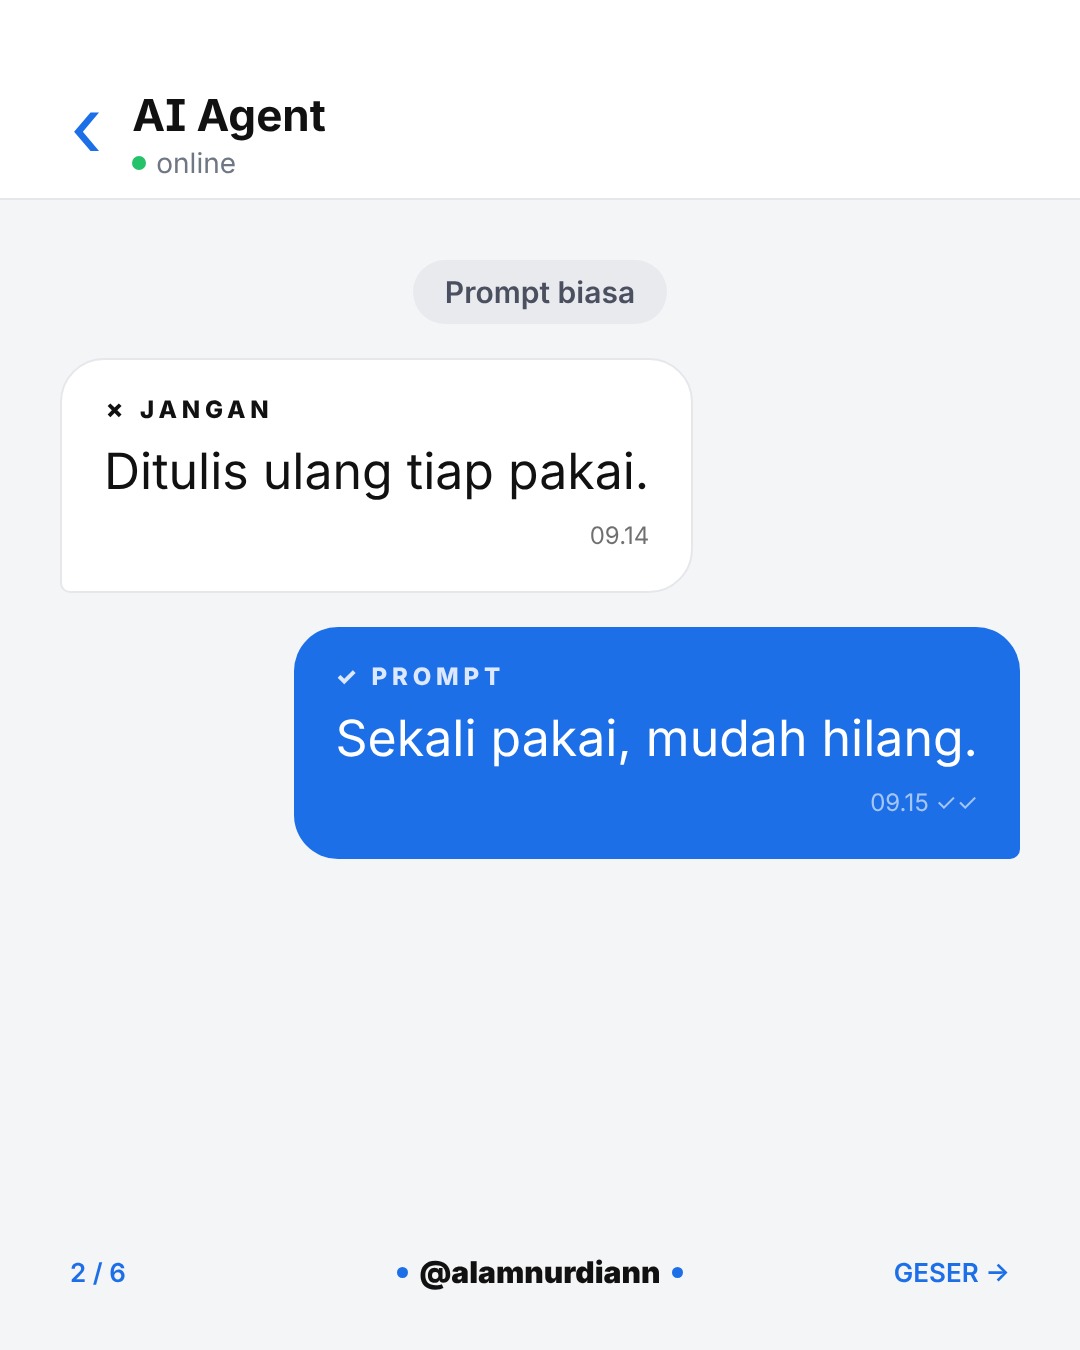 AI Agent
online
Prompt biasa
× JANGAN
Ditulis ulang tiap pakai.
09.14
✓ PROMPT
Sekali pakai, mudah hilang.
09.15 ✓✓
2 / 6
• @alamnurdiann •
GESER →